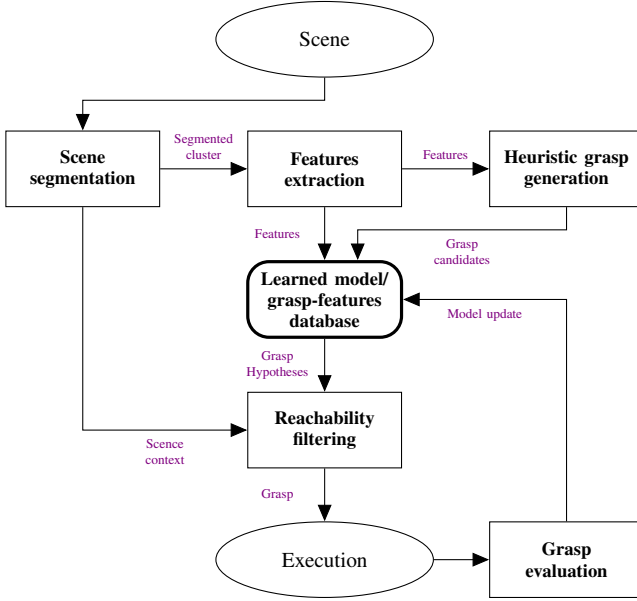 Scene
Segmented
cluster
Features
Scene
segmentation
Features
extraction
Heuristic grasp
generation
Features
Grasp
candidates
Learned model/
grasp-features
database
Model update
Grasp
Hypotheses
Reachability
filtering
Scence
context
Grasp
Execution
Grasp
evaluation